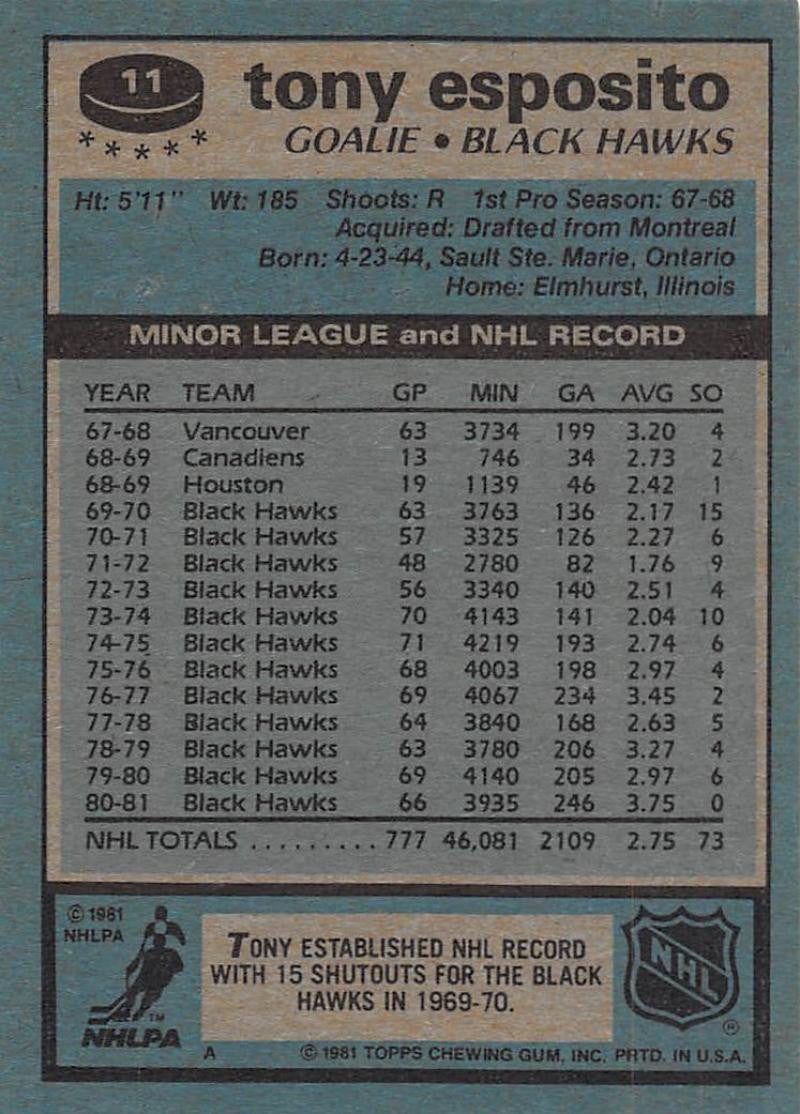 11
tony esposito
* * * * *
GOALIE • BLACK HAWKS
Ht: 5'11" Wt: 185 Shoots: R 1st Pro Season: 67-68
Acquired: Drafted from Montreal
Born: 4-23-44, Sault Ste. Marie, Ontario
Home: Elmhurst, Illinois
MINOR LEAGUE and NHL RECORD
YEAR TEAM GP MIN GA AVG SO
67-68 Vancouver 63 3734 199 3.20 4
68-69 Canadiens 13 746 34 2.73 2
68-69 Houston 19 1139 46 2.42 1
69-70 Black Hawks 63 3763 136 2.17 15
70-71 Black Hawks 57 3325 126 2.27 6
71-72 Black Hawks 48 2780 82 1.76 9
72-73 Black Hawks 56 3340 140 2.51 4
73-74 Black Hawks 70 4143 141 2.04 10
74-75 Black Hawks 71 4219 193 2.74 6
75-76 Black Hawks 68 4003 198 2.97 4
76-77 Black Hawks 69 4067 234 3.45 2
77-78 Black Hawks 64 3840 168 2.63 5
78-79 Black Hawks 63 3780 206 3.27 4
79-80 Black Hawks 69 4140 205 2.97 6
80-81 Black Hawks 66 3935 246 3.75 0
NHL TOTALS ......... 777 46,081 2109 2.75 73
© 1981
NHLPA
TONY ESTABLISHED NHL RECORD
WITH 15 SHUTOUTS FOR THE BLACK
HAWKS IN 1969-70.
NHL
®
TM
NHLPA
A © 1981 TOPPS CHEWING GUM, INC. PRTD. IN U.S.A.